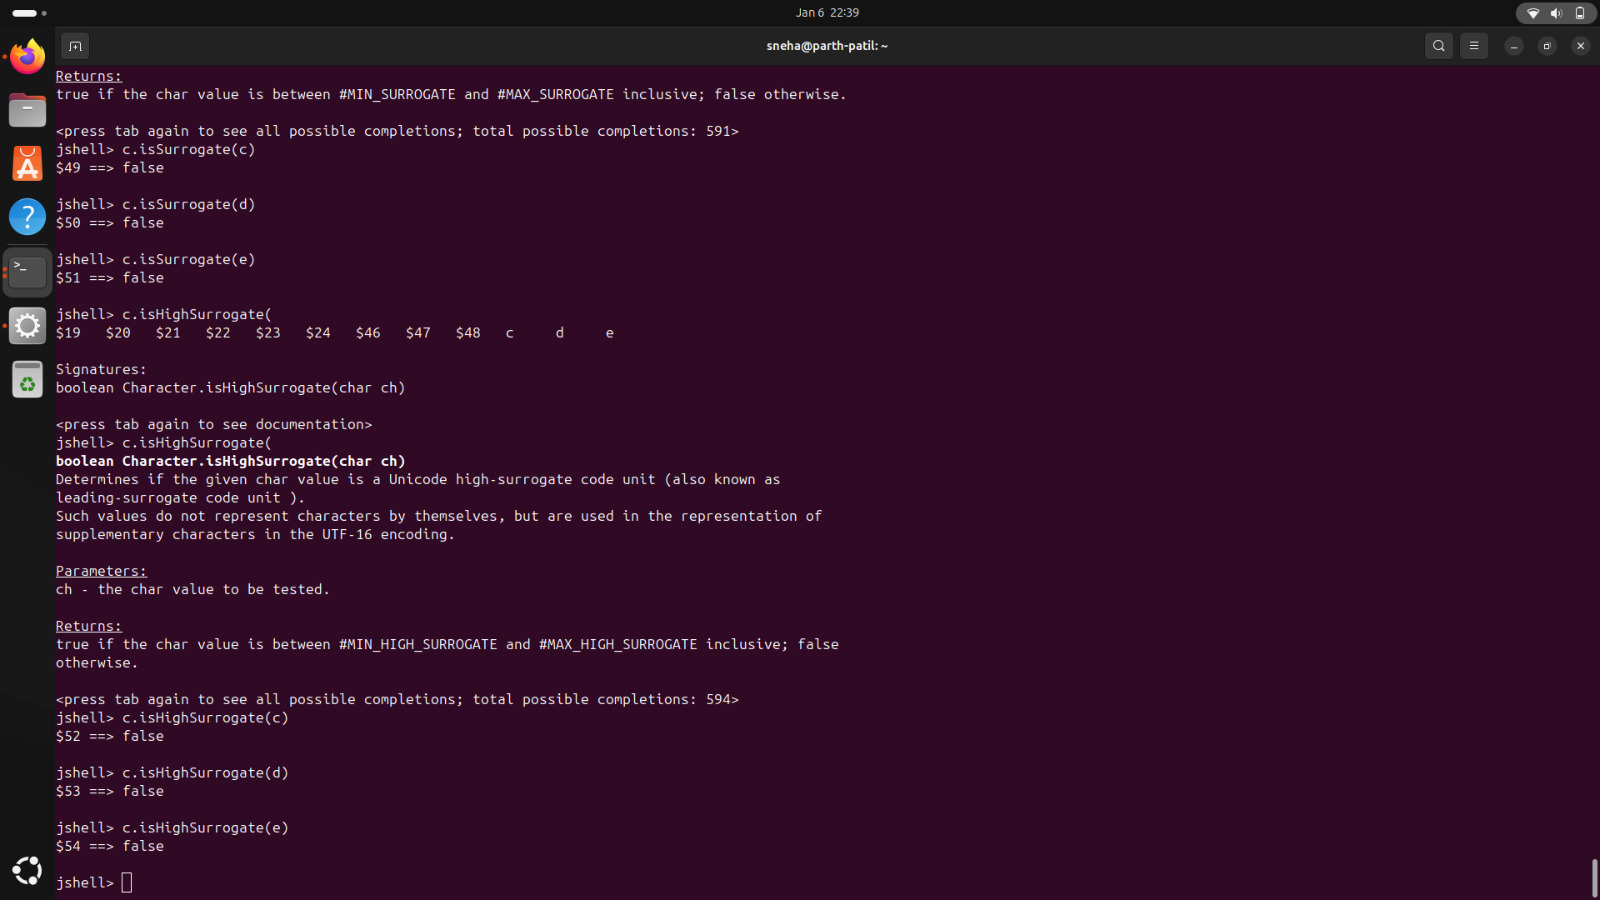 Jan 6 22:39
sneha@parth-patil: ~
Returns:
true if the char value is between #MIN_SURROGATE and #MAX_SURROGATE inclusive; false otherwise.
<press tab again to see all possible completions; total possible completions: 591>
jshell> c.isSurrogate(c)
$49 ==> false
jshell> c.isSurrogate(d)
$50 ==> false
jshell> c.isSurrogate(e)
$51 ==> false
jshell> c.isHighSurrogate(
$19 $20 $21 $22 $23 $24 $46 $47 $48 c d e
Signatures:
boolean Character.isHighSurrogate(char ch)
<press tab again to see documentation>
jshell> c.isHighSurrogate(
boolean Character.isHighSurrogate(char ch)
Determines if the given char value is a Unicode high-surrogate code unit (also known as
leading-surrogate code unit ).
Such values do not represent characters by themselves, but are used in the representation of
supplementary characters in the UTF-16 encoding.
Parameters:
ch - the char value to be tested.
Returns:
true if the char value is between #MIN_HIGH_SURROGATE and #MAX_HIGH_SURROGATE inclusive; false
otherwise.
<press tab again to see all possible completions; total possible completions: 594>
jshell> c.isHighSurrogate(c)
$52 ==> false
jshell> c.isHighSurrogate(d)
$53 ==> false
jshell> c.isHighSurrogate(e)
$54 ==> false
jshell>